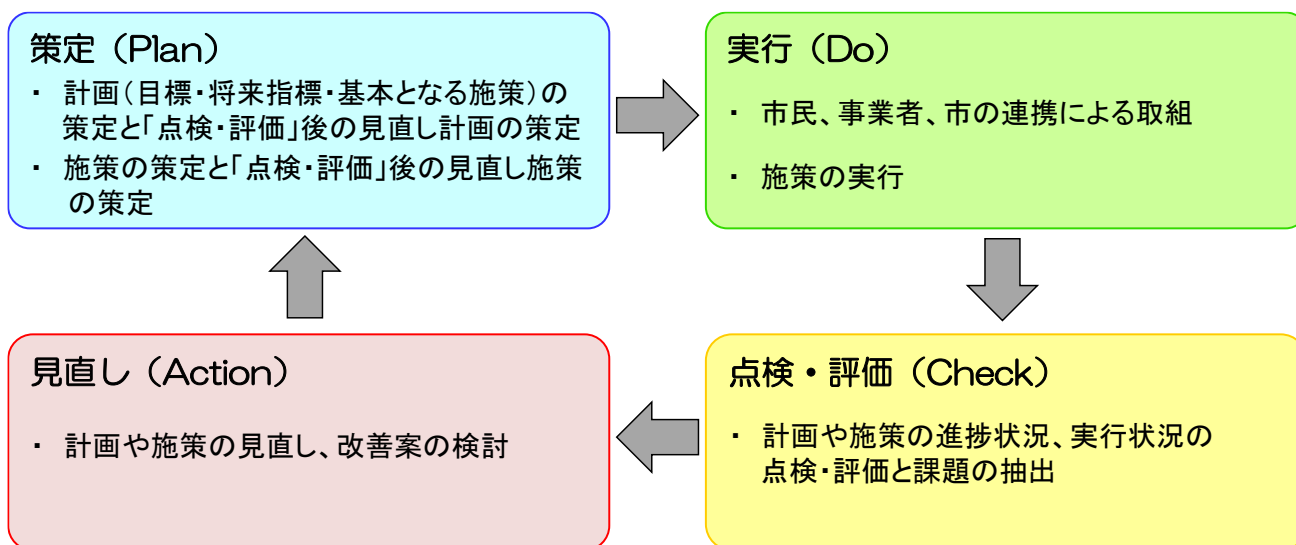 策定（Plan）
・ 計画（目標・将来指標・基本となる施策）の
策定と「点検・評価」後の見直し計画の策定
・ 施策の策定と「点検・評価」後の見直し施策
の策定
実行（Do）
・ 市民、事業者、市の連携による取組
・ 施策の実行
点検・評価（Check）
・ 計画や施策の進捗状況、実行状況の
点検・評価と課題の抽出
見直し（Action）
・ 計画や施策の見直し、改善案の検討